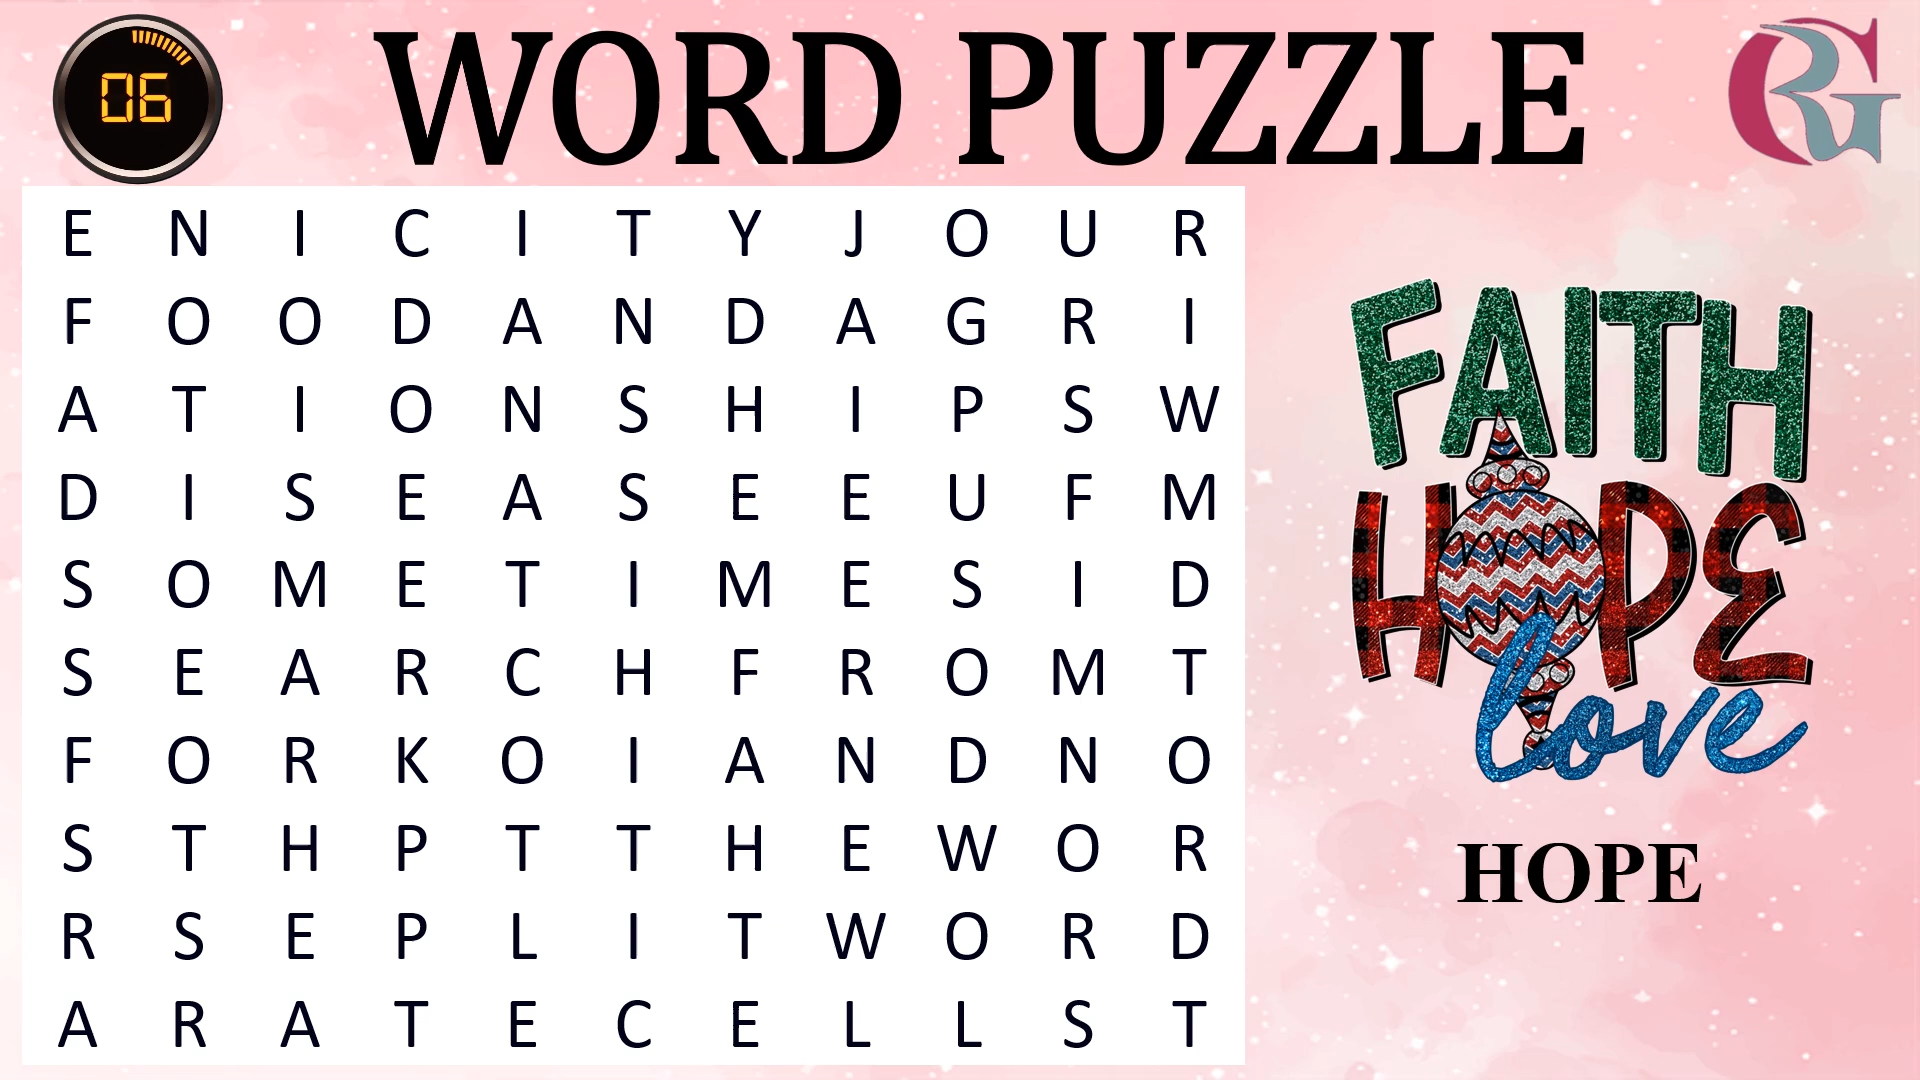 06
WORD PUZZLE
E N I C I T Y J O U R
F O O D A N D A G R I
A T I O N S H I P S W
D I S E A S E E U F M
S O M E T I M E S I D
S E A R C H F R O M T
F O R K O I A N D N O
S T H P T T H E W O R
R S E P L I T W O R D
A R A T E C E L L S T
FAITH
HOPE
love
HOPE